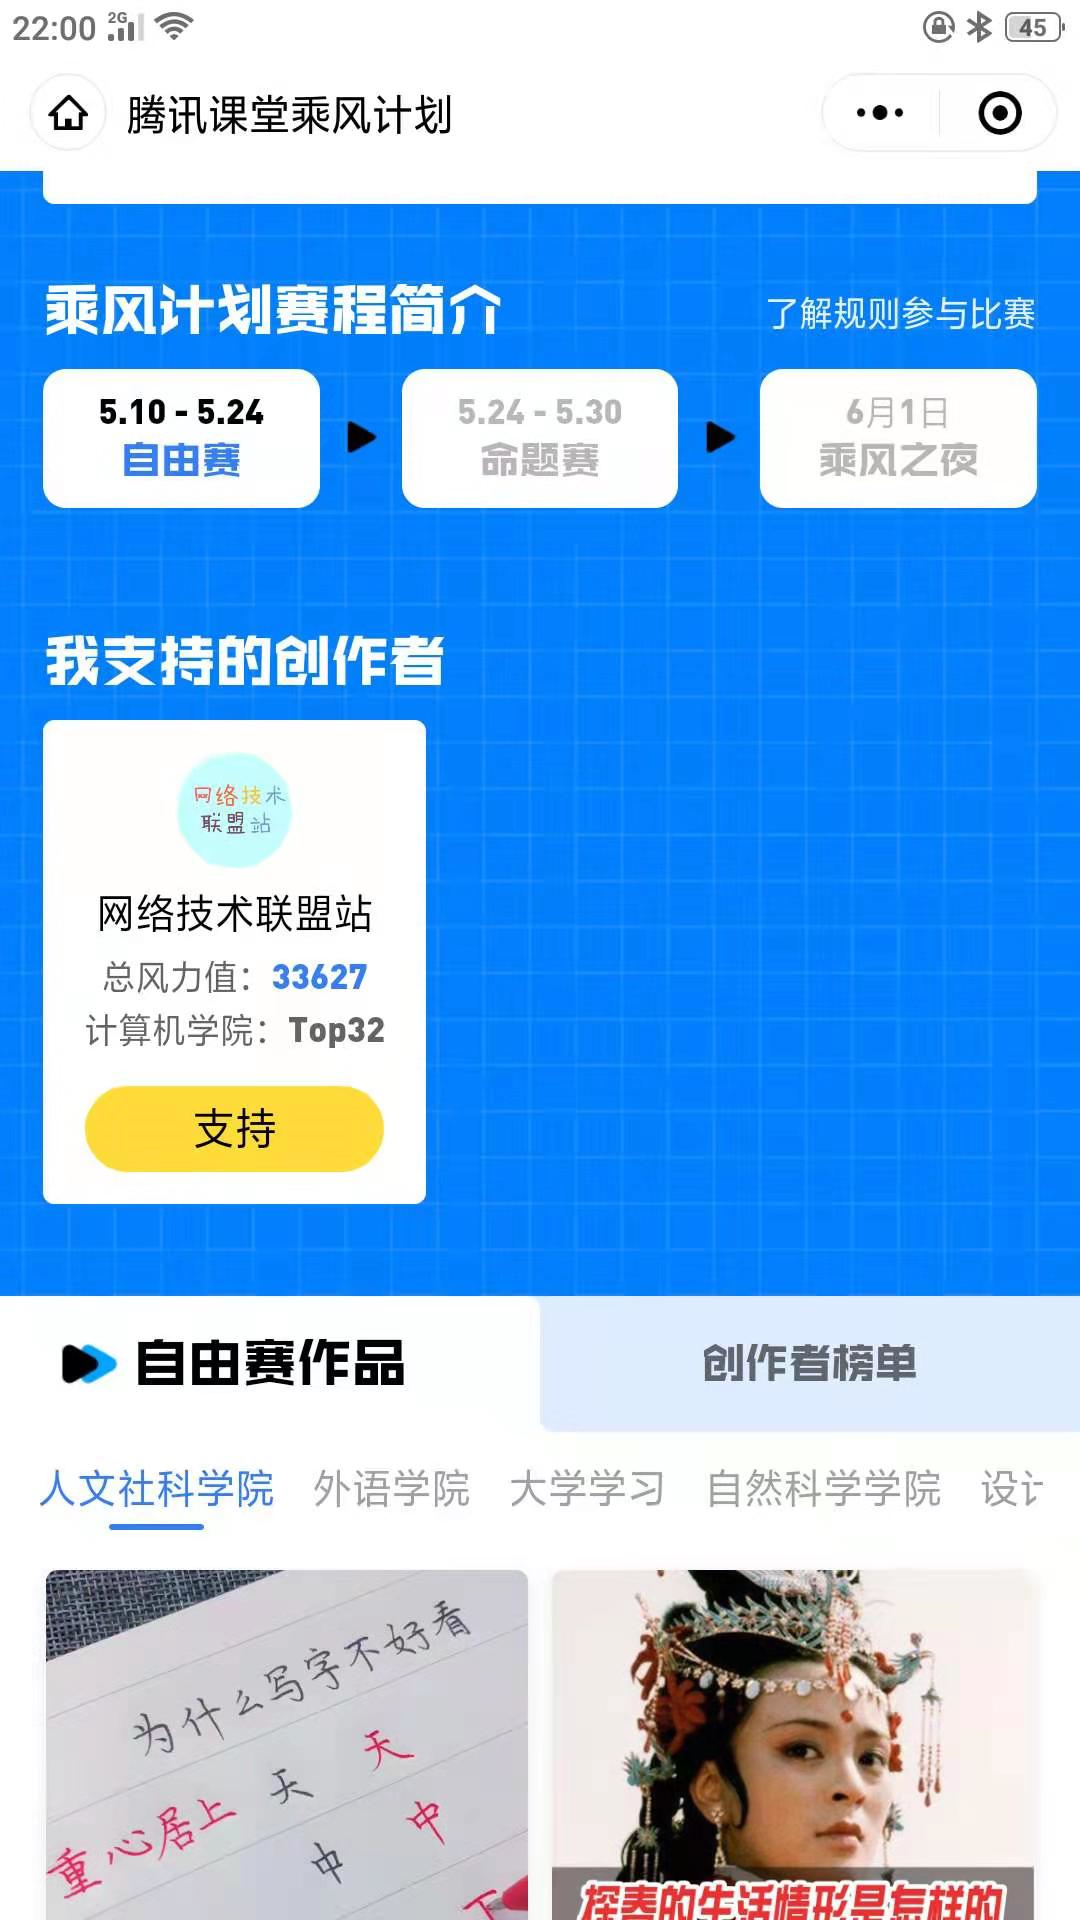 22:00 2G 45
腾讯课堂乘风计划
乘风计划赛程简介
了解规则参与比赛
5.10 - 5.24
自由赛
5.24 - 5.30
命题赛
6月1日
乘风之夜
我支持的创作者
网络技术
联盟站
网络技术联盟站
总风力值：33627
计算机学院：Top32
支持
自由赛作品
创作者榜单
人文社科学院 外语学院 大学学习 自然科学学院 设计
为什么写字不好看
重心居上 天 天
中 中
下
探春的生活情形是怎样的